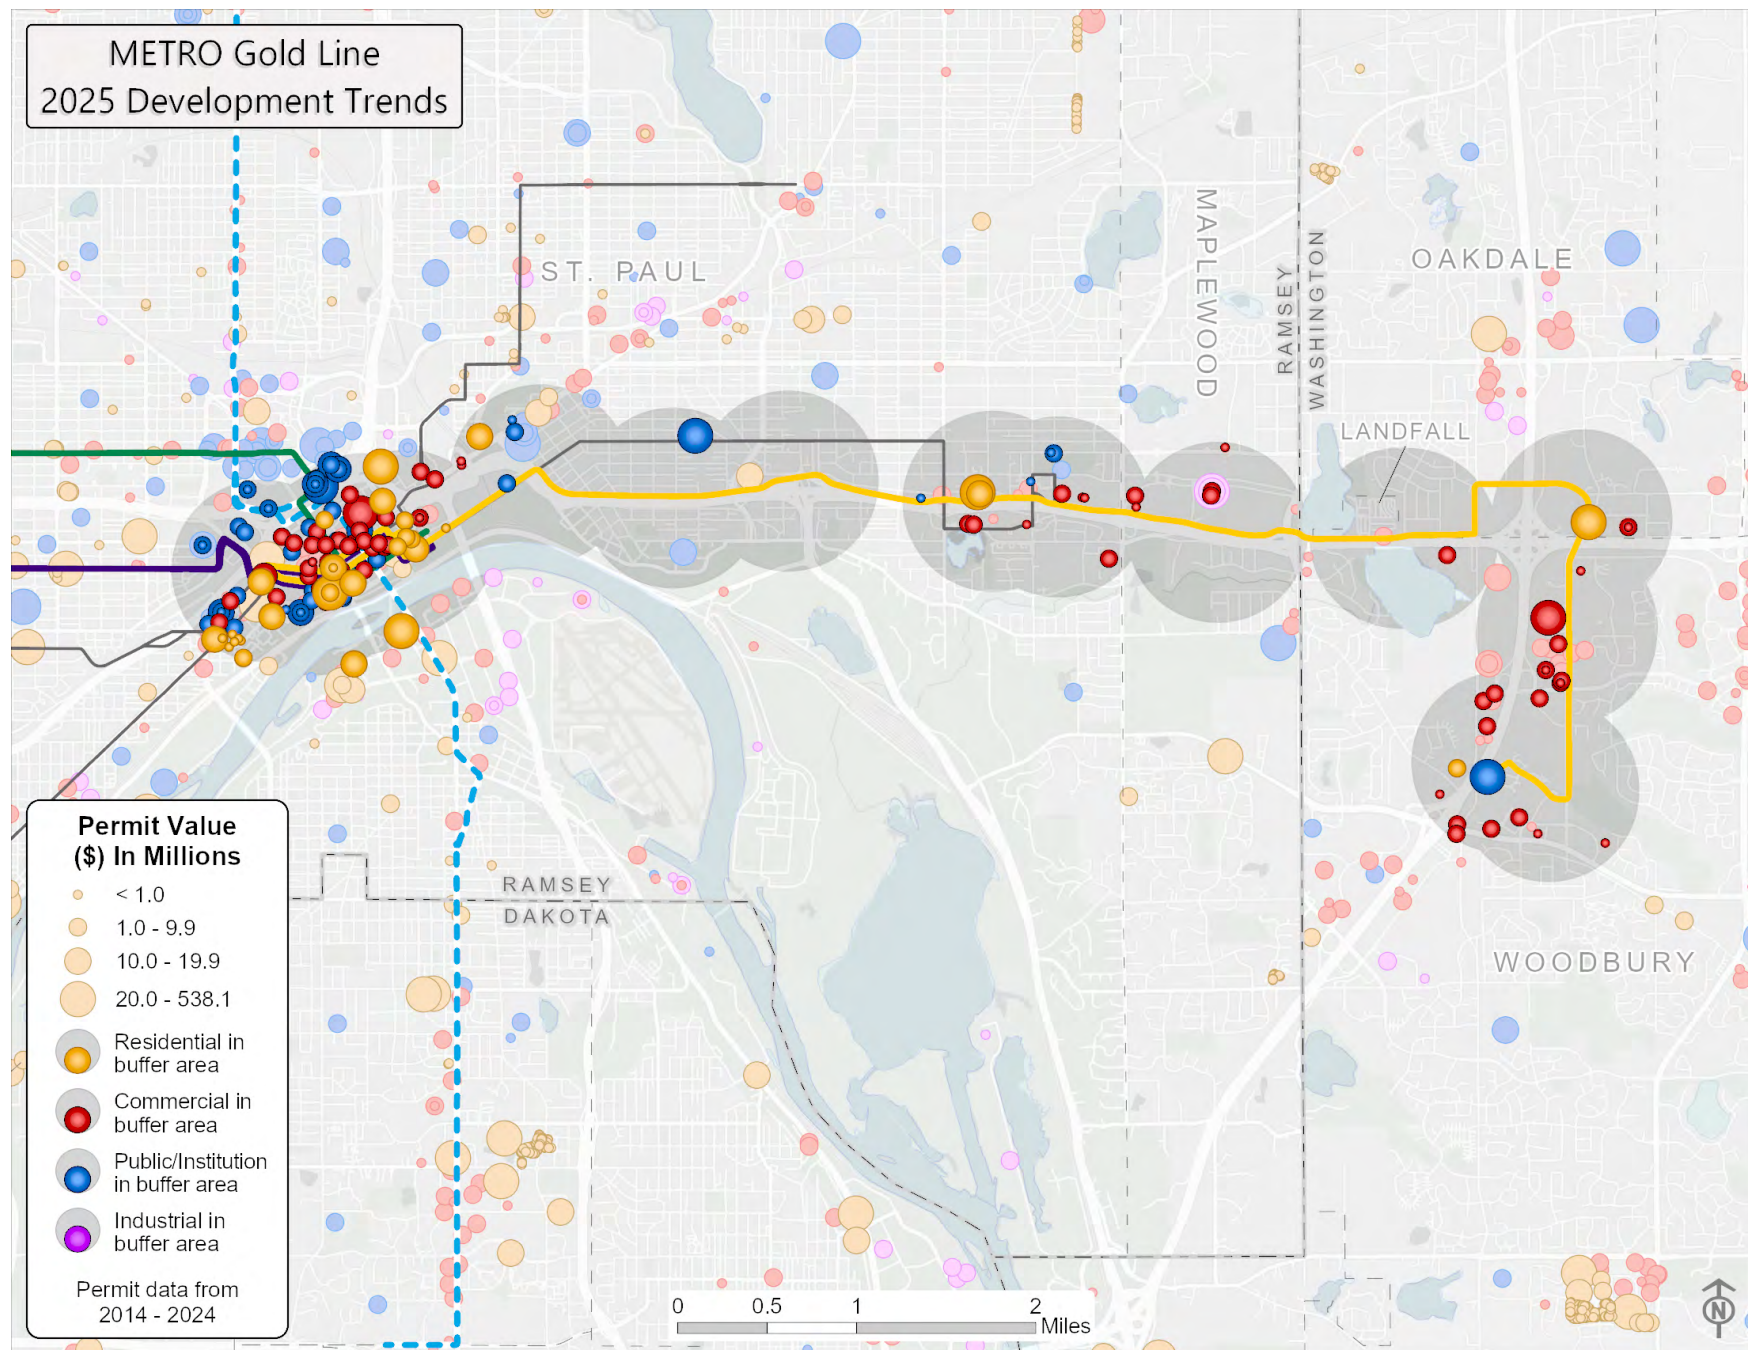 METRO Gold Line
2025 Development Trends
ST. PAUL
MAPLEWOOD
RAMSEY
WASHINGTON
OAKDALE
LANDFALL
WOODBURY
RAMSEY
DAKOTA
Permit Value
($) In Millions
< 1.0
1.0 - 9.9
10.0 - 19.9
20.0 - 538.1
Residential in
buffer area
Commercial in
buffer area
Public/Institution
in buffer area
Industrial in
buffer area
Permit data from
2014 - 2024
0 0.5 1 2
Miles
N